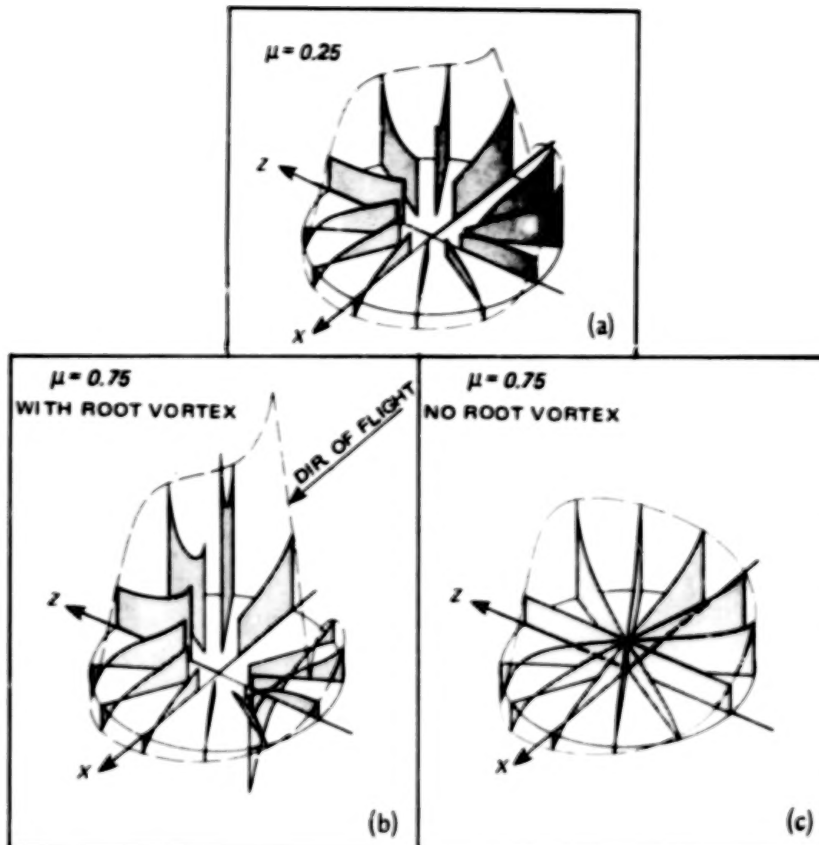 μ = 0.25
Z
X
(a)
μ = 0.75
WITH ROOT VORTEX
DIR. OF FLIGHT
Z
X
(b)
μ = 0.75
NO ROOT VORTEX
Z
X
(c)